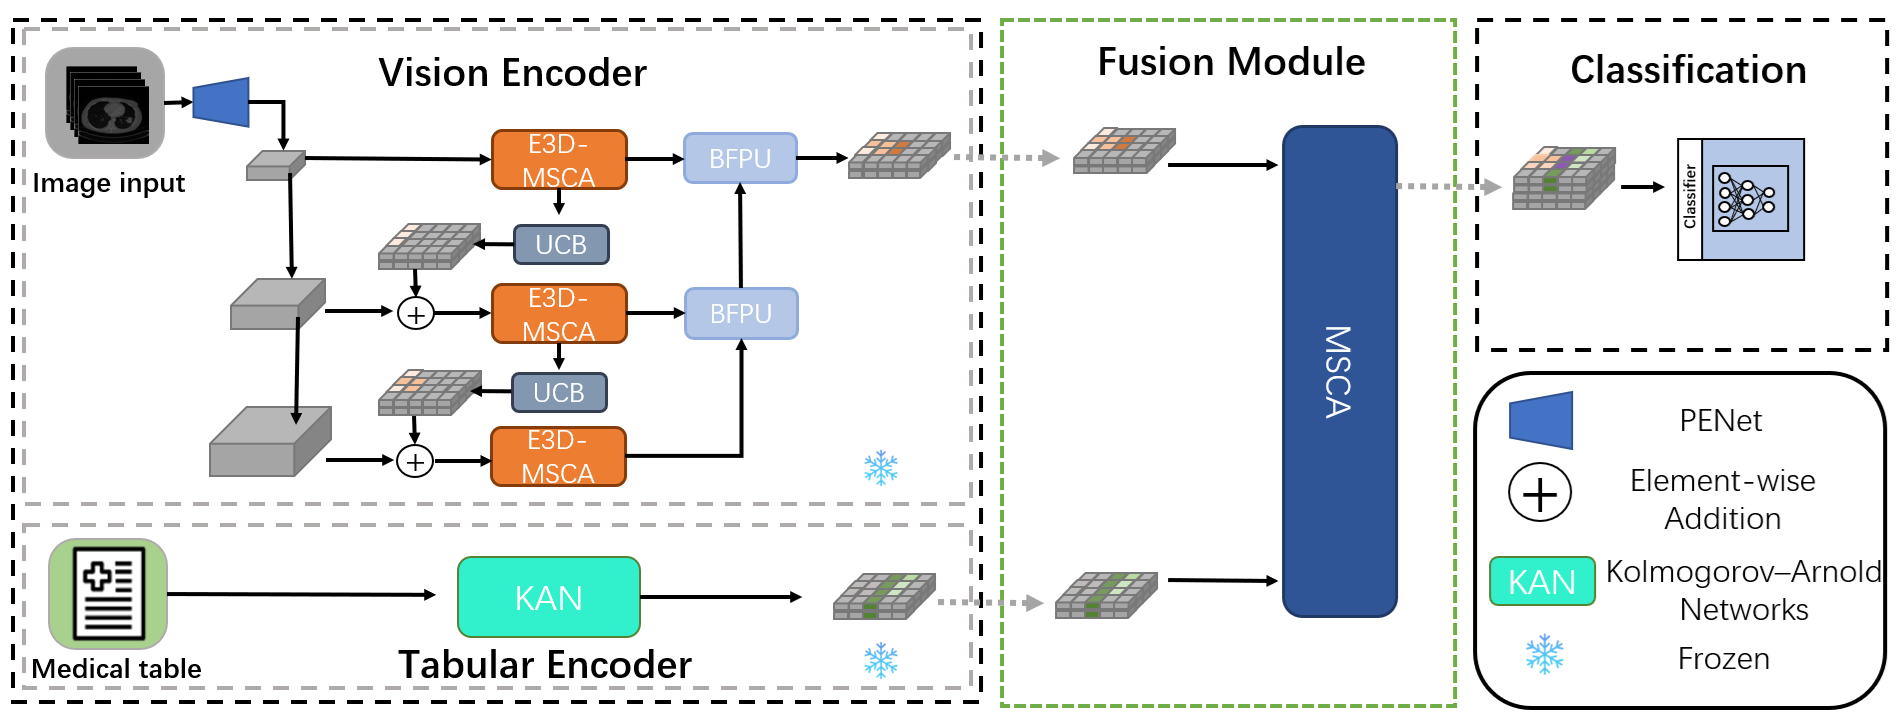 Vision Encoder
Image input
E3D-
MSCA
BFPU
UCB
E3D-
MSCA
BFPU
UCB
E3D-
MSCA
Medical table
KAN
Tabular Encoder
Fusion Module
MSCA
Classification
Classifier
PENet
Element-wise
Addition
KAN
Kolmogorov–Arnold
Networks
Frozen